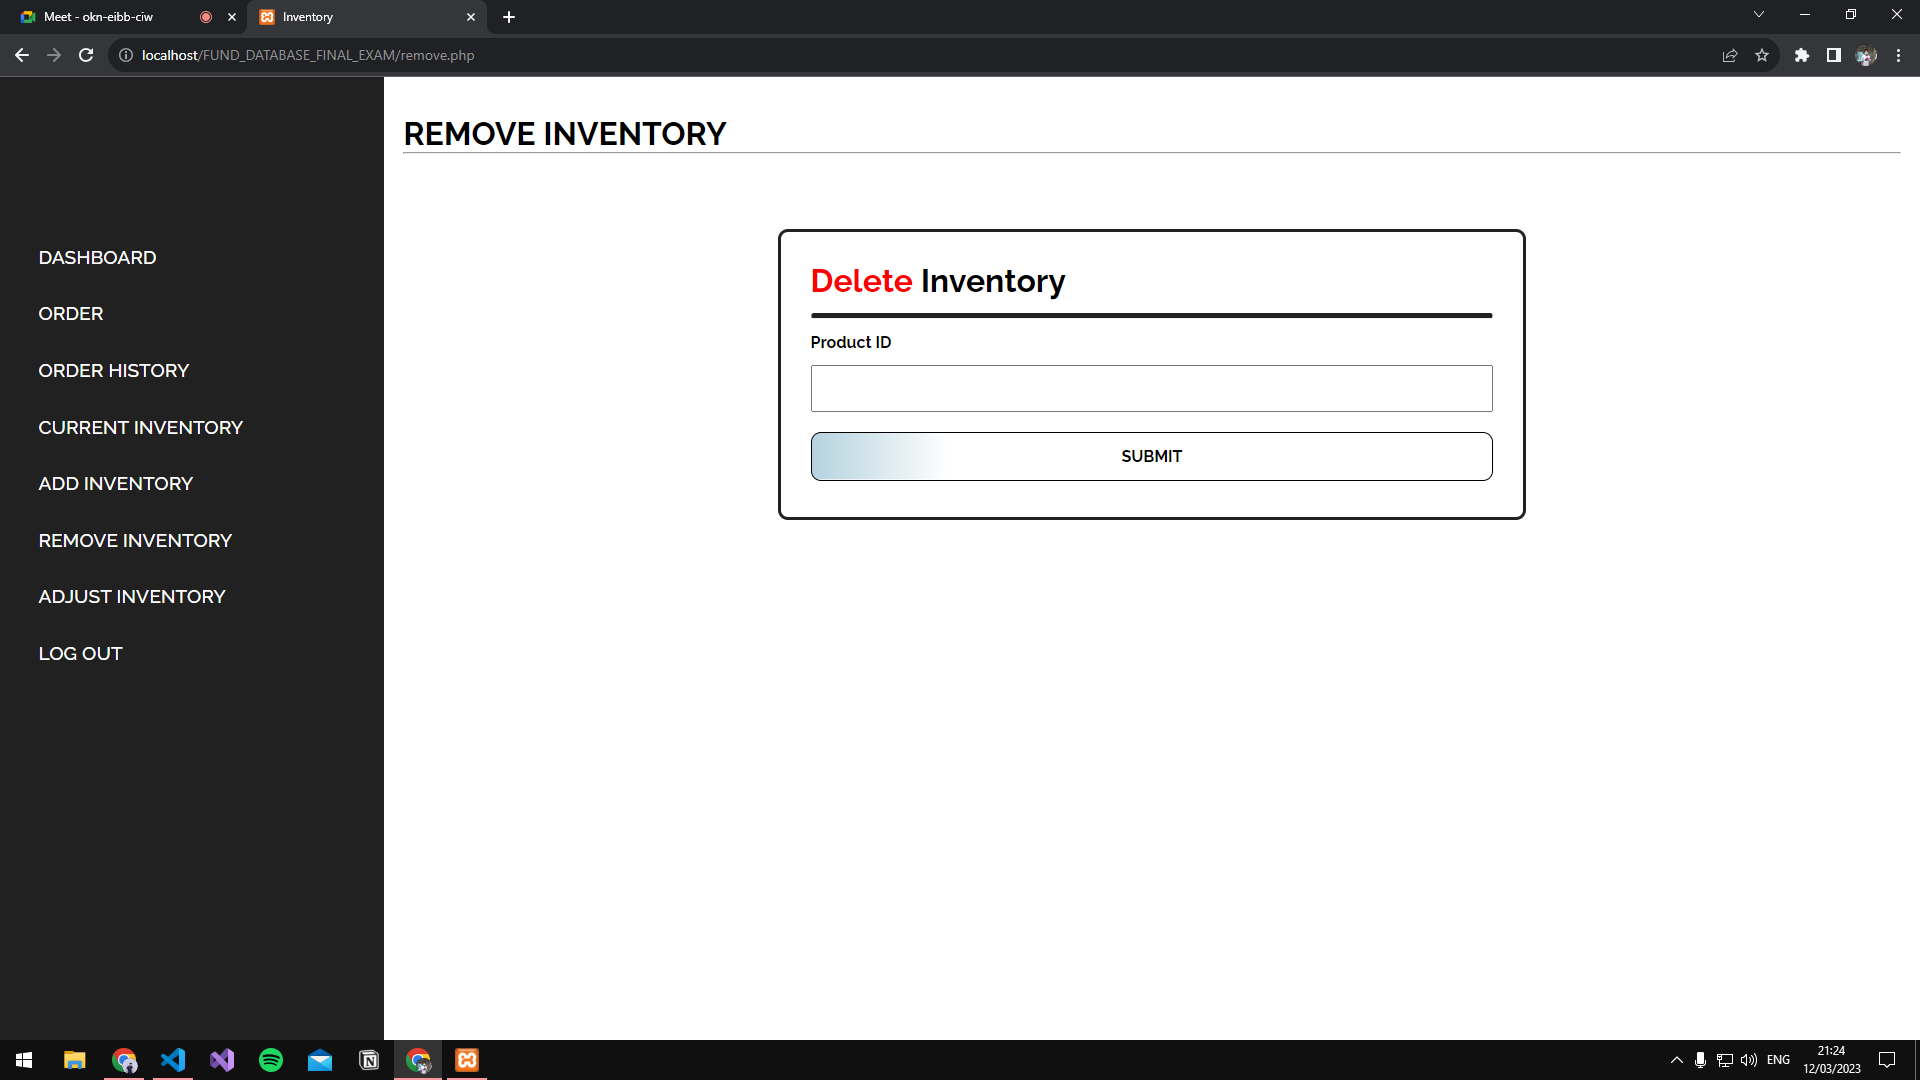 Meet - okn-eibb-ciw
Inventory
localhost/FUND_DATABASE_FINAL_EXAM/remove.php
DASHBOARD
ORDER
ORDER HISTORY
CURRENT INVENTORY
ADD INVENTORY
REMOVE INVENTORY
ADJUST INVENTORY
LOG OUT
REMOVE INVENTORY
Delete Inventory
Product ID
SUBMIT
ENG
21:24
12/03/2023